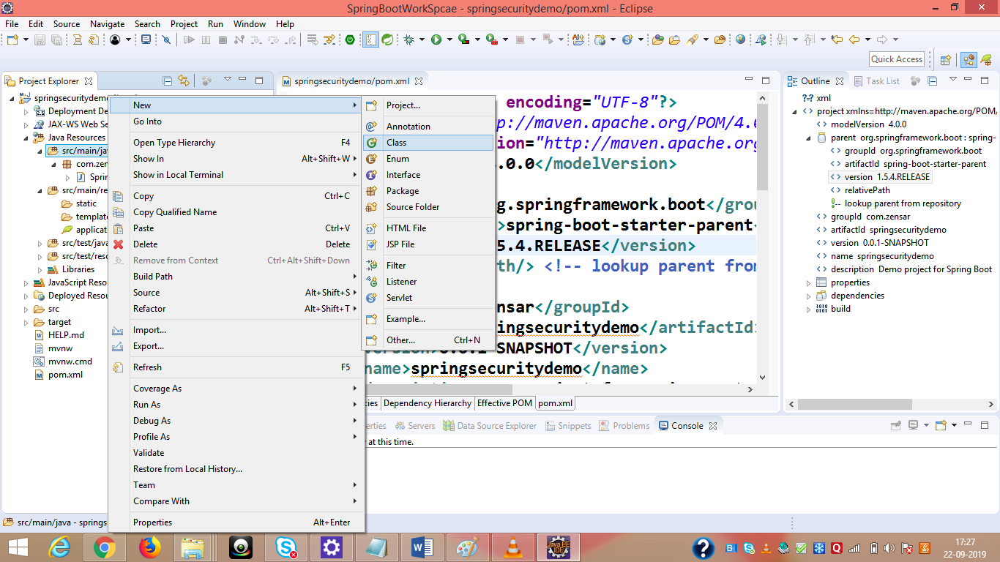 SpringBootWorkSpcae - springsecuritydemo/pom.xml - Eclipse
File Edit Source Navigate Search Project Run Window Help
Quick Access
Project Explorer
springsecuritydemo
Deployment De
JAX-WS Web Se
Java Resources
src/main/ja
com.zen
Sprin
src/main/re
static
templat
applicat
src/test/java
src/test/reso
Libraries
JavaScript Reso
Deployed Resou
src
target
HELP.md
mvnw
mvnw.cmd
pom.xml
New
Go Into
Open Type Hierarchy F4
Show In Alt+Shift+W
Show in Local Terminal
Copy Ctrl+C
Copy Qualified Name
Paste Ctrl+V
Delete Delete
Remove from Context Ctrl+Alt+Shift+Down
Build Path
Source Alt+Shift+S
Refactor Alt+Shift+T
Import...
Export...
Refresh F5
Coverage As
Run As
Debug As
Profile As
Validate
Restore from Local History...
Team
Compare With
Properties Alt+Enter
Project...
Annotation
Class
Enum
Interface
Package
Source Folder
HTML File
JSP File
Filter
Listener
Servlet
Example...
Other... Ctrl+N
springsecuritydemo/pom.xml
encoding="UTF-8"?>
p://maven.apache.org/POM/4.0
ion="http://maven.apache.org
.0.0</modelVersion>
g.springframework.boot</grou
>spring-boot-starter-parent<
5.4.RELEASE</version>
th/> <!-- lookup parent from
nsar</groupId>
ingsecuritydemo</artifactId>
SNAPSHOT</version>
name>springsecuritydemo</name>
cies Dependency Hierarchy Effective POM pom.xml
erties Servers Data Source Explorer Snippets Problems Console
at this time.
Outline Task List
xml
project xmlns=http://maven.apache.org/POM/
modelVersion 4.0.0
parent org.springframework.boot : spring-
groupId org.springframework.boot
artifactId spring-boot-starter-parent
version 1.5.4.RELEASE
relativePath
lookup parent from repository
groupId com.zensar
artifactId springsecuritydemo
version 0.0.1-SNAPSHOT
name springsecuritydemo
description Demo project for Spring Boot
properties
dependencies
build
src/main/java - springs
Java EE
IDE
17:27
22-09-2019